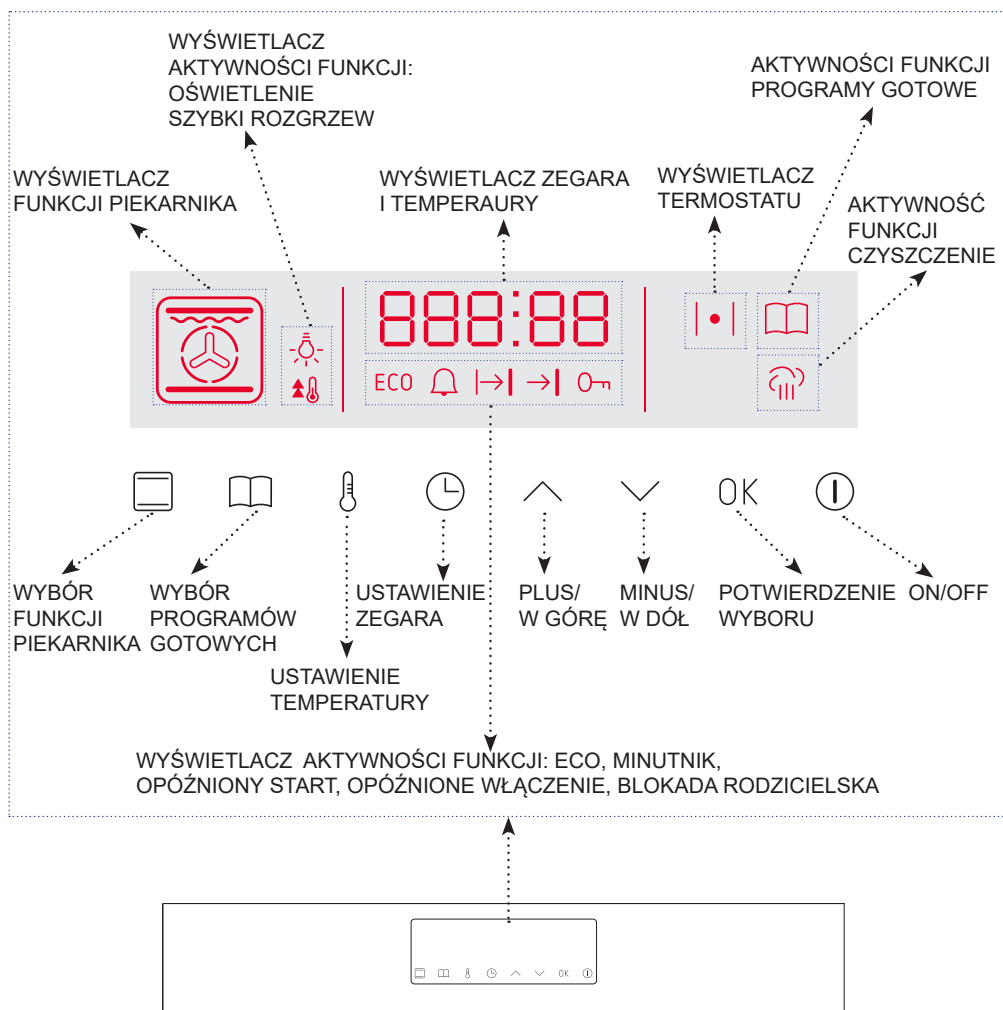 WYŚWIETLACZ
AKTYWNOŚCI FUNKCJI:
OŚWIETLENIE
SZYBKI ROZGRZEW
AKTYWNOŚCI FUNKCJI
PROGRAMY GOTOWE
WYŚWIETLACZ
FUNKCJI PIEKARNIKA
WYŚWIETLACZ ZEGARA
I TEMPERAURY
WYŚWIETLACZ
TERMOSTATU
AKTYWNOŚĆ
FUNKCJI
CZYSZCZENIE
888:88
ECO
OK
WYBÓR
FUNKCJI
PIEKARNIKA
WYBÓR
PROGRAMÓW
GOTOWYCH
USTAWIENIE
TEMPERATURY
USTAWIENIE
ZEGARA
PLUS/
W GÓRĘ
MINUS/
W DÓŁ
POTWIERDZENIE
WYBORU
ON/OFF
WYŚWIETLACZ AKTYWNOŚCI FUNKCJI: ECO, MINUTNIK,
OPÓŹNIONY START, OPÓŹNIONE WŁĄCZENIE, BLOKADA RODZICIELSKA
OK